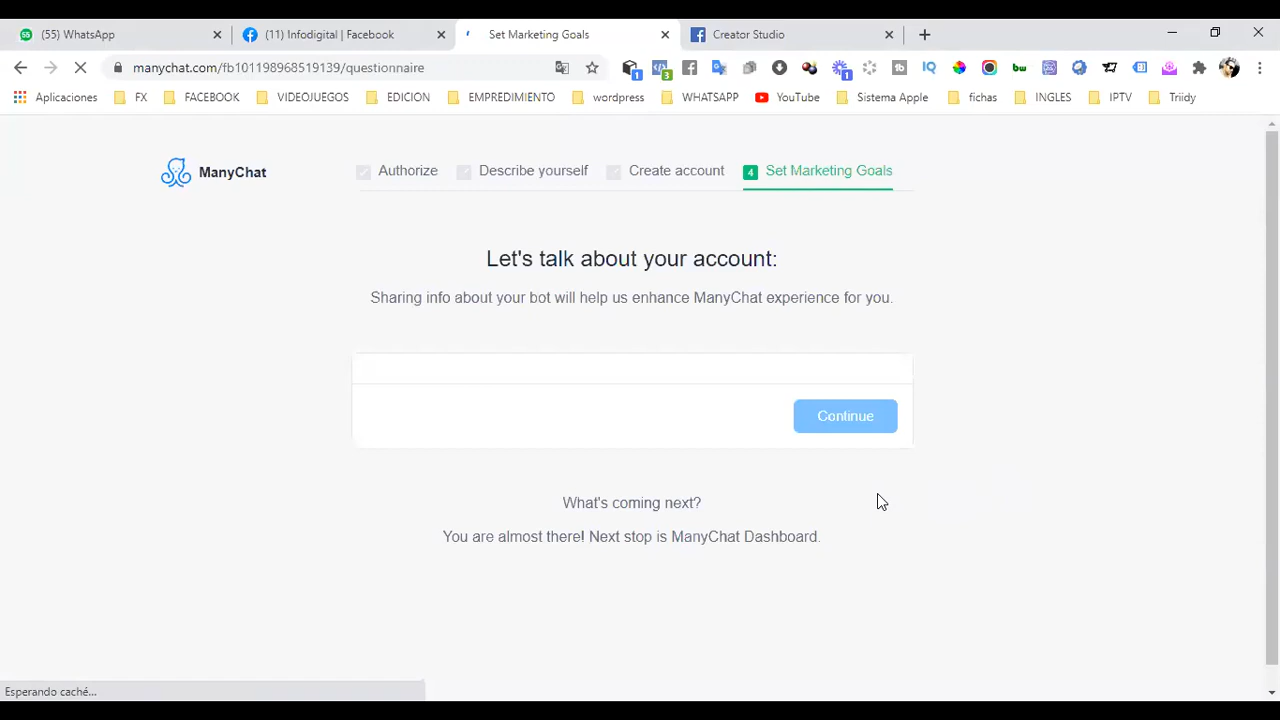 (55) WhatsApp
(11) Infodigital | Facebook
Set Marketing Goals
Creator Studio
manychat.com/fb101198968519139/questionnaire
Aplicaciones
FX
FACEBOOK
VIDEOJUEGOS
EDICION
EMPREDIMIENTO
wordpress
WHATSAPP
YouTube
Sistema Apple
fichas
INGLES
IPTV
Triidy
ManyChat
Authorize
Describe yourself
Create account
4 Set Marketing Goals
Let's talk about your account:
Sharing info about your bot will help us enhance ManyChat experience for you.
Continue
What's coming next?
You are almost there! Next stop is ManyChat Dashboard.
Esperando caché...